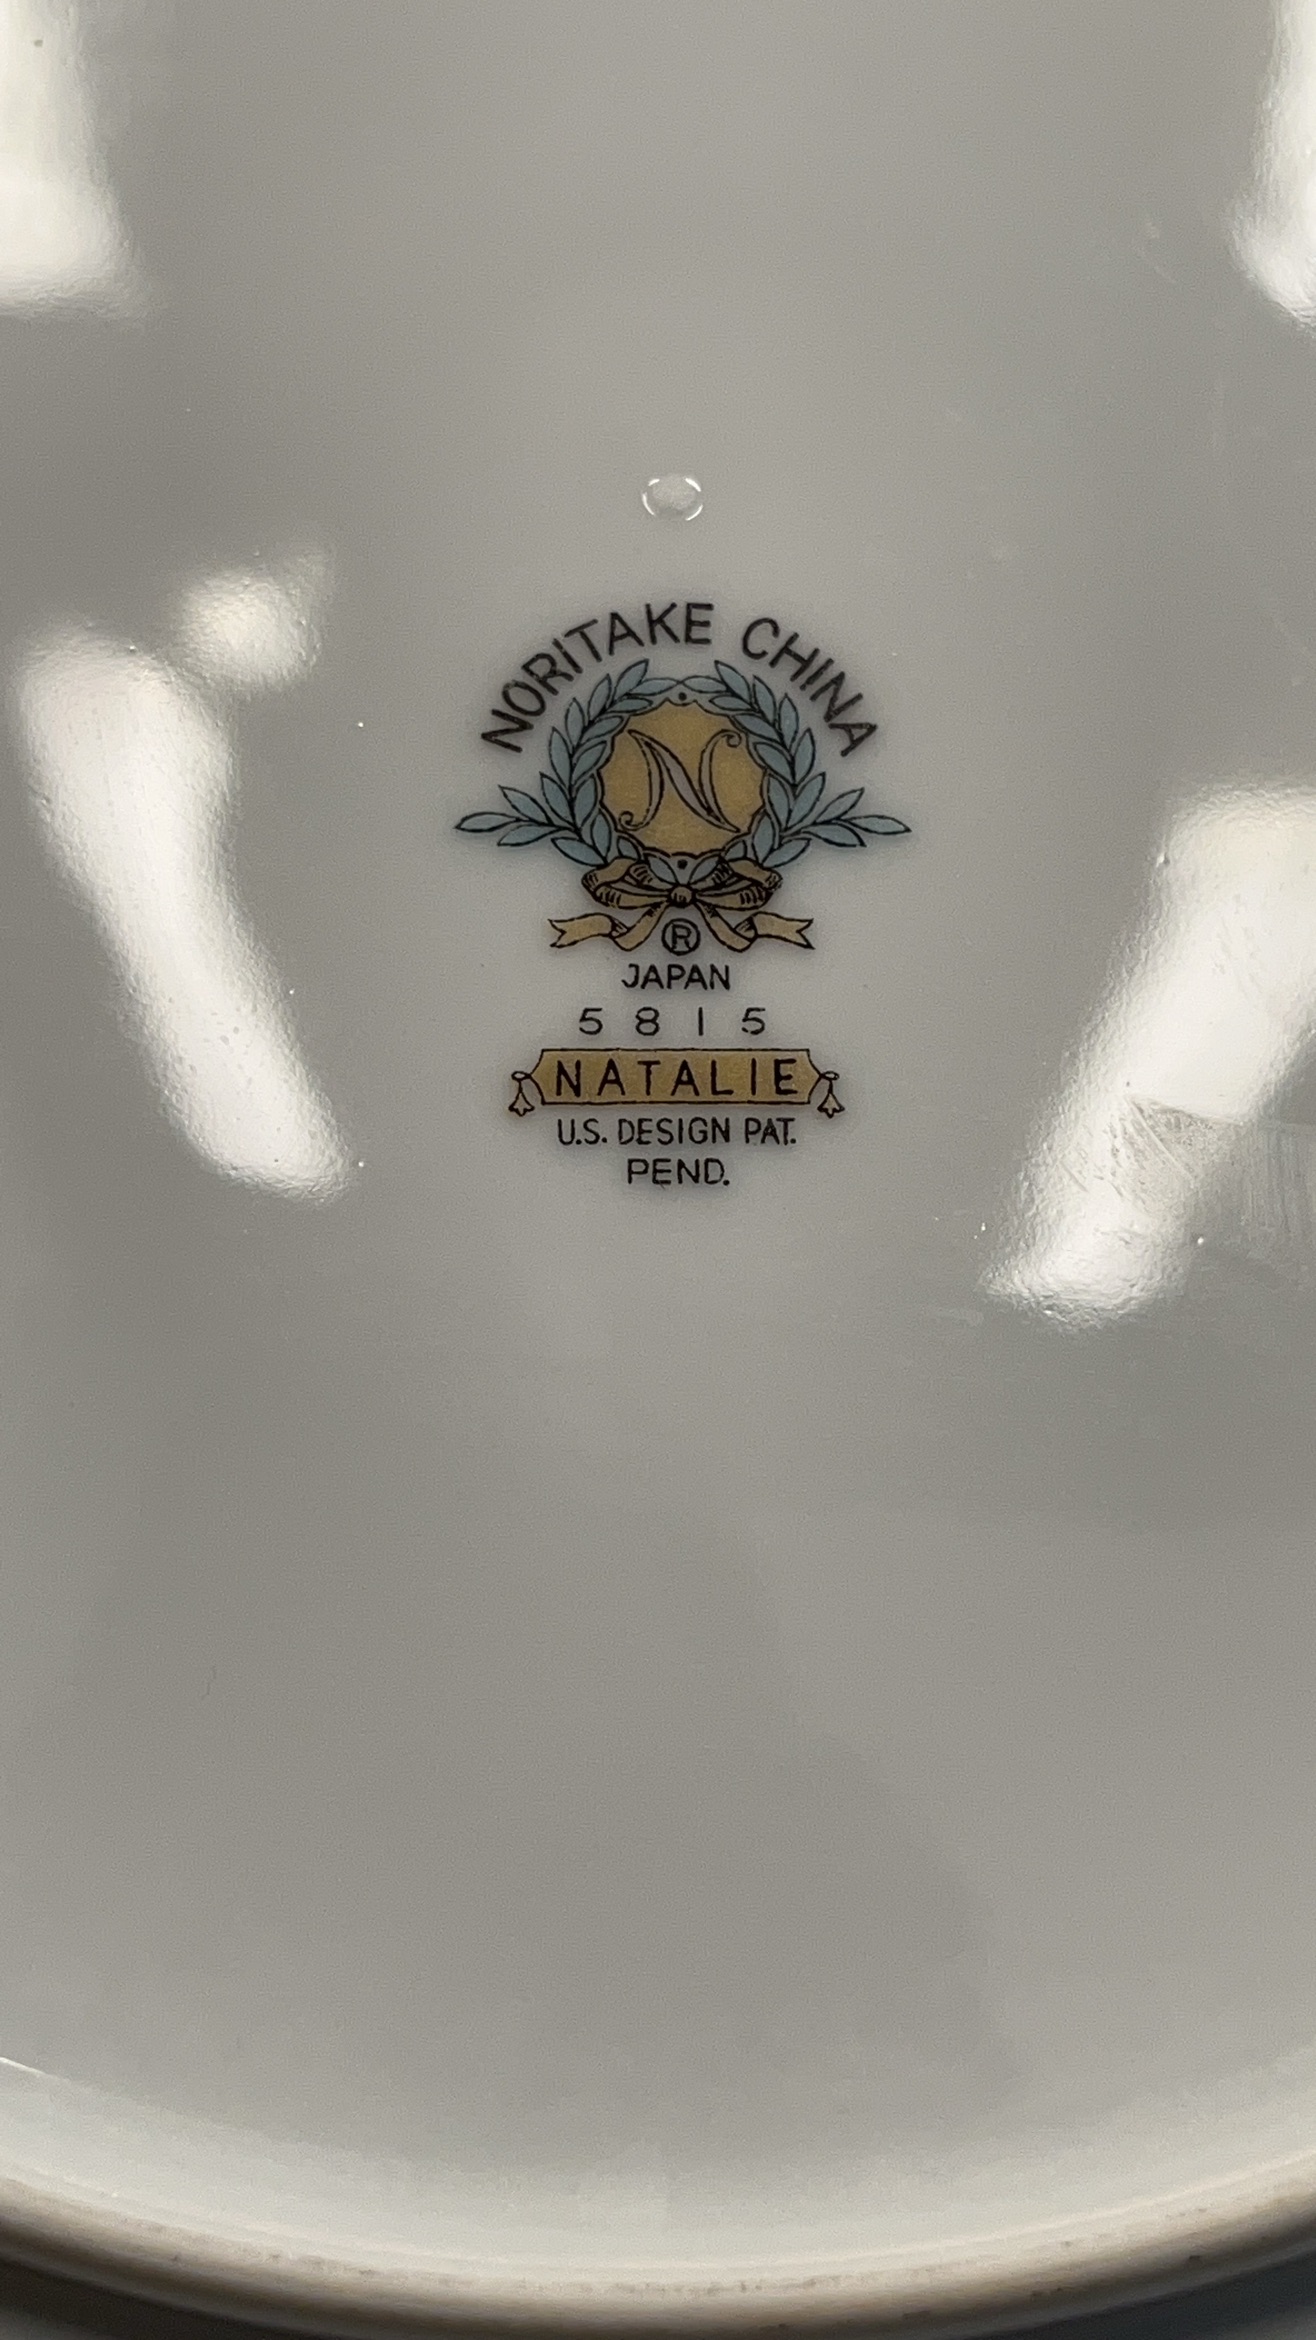 NORITAKE CHINA
N
®
JAPAN
5815
NATALIE
U.S. DESIGN PAT.
PEND.